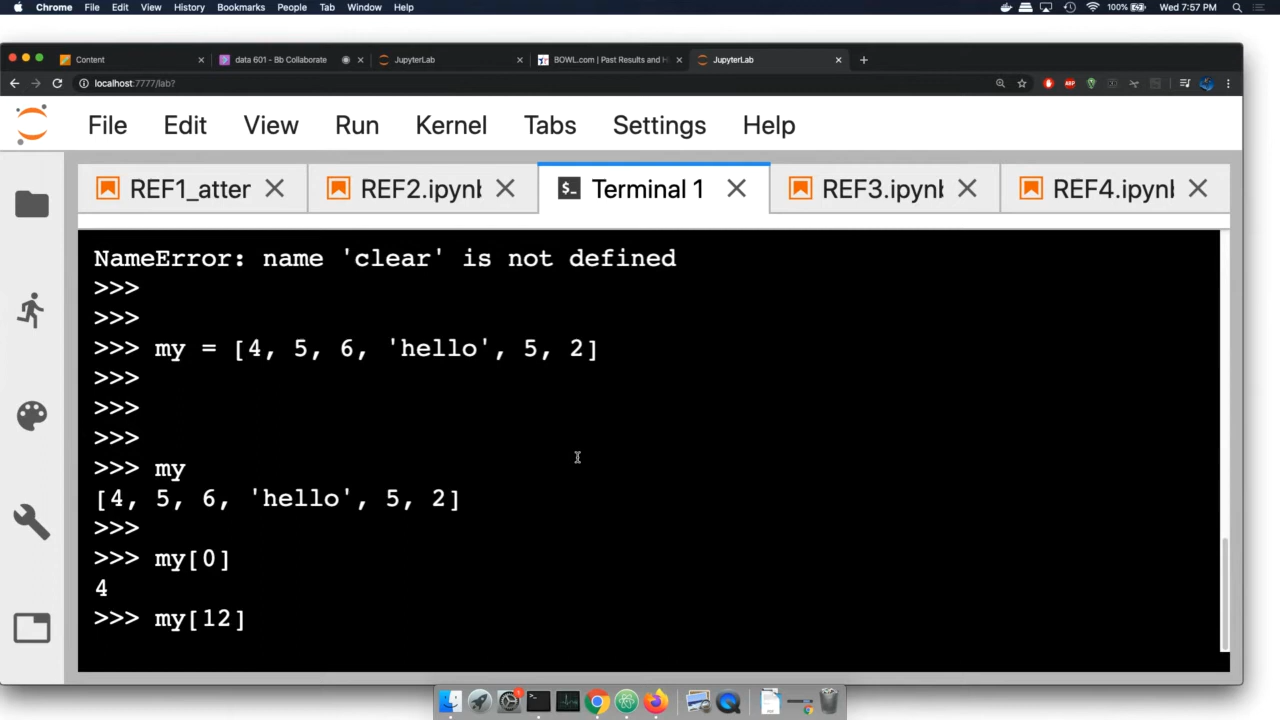 Chrome File Edit View History Bookmarks People Tab Window Help 100% Wed 7:57 PM
Content data 601 - Bb Collaborate JupyterLab BOWL.com | Past Results and H JupyterLab
localhost:7777/lab?
File Edit View Run Kernel Tabs Settings Help
REF1_atter REF2.ipynb Terminal 1 REF3.ipynb REF4.ipynb
NameError: name 'clear' is not defined
>>>
>>>
>>> my = [4, 5, 6, 'hello', 5, 2]
>>>
>>>
>>>
>>> my
[4, 5, 6, 'hello', 5, 2]
>>>
>>> my[0]
4
>>> my[12]